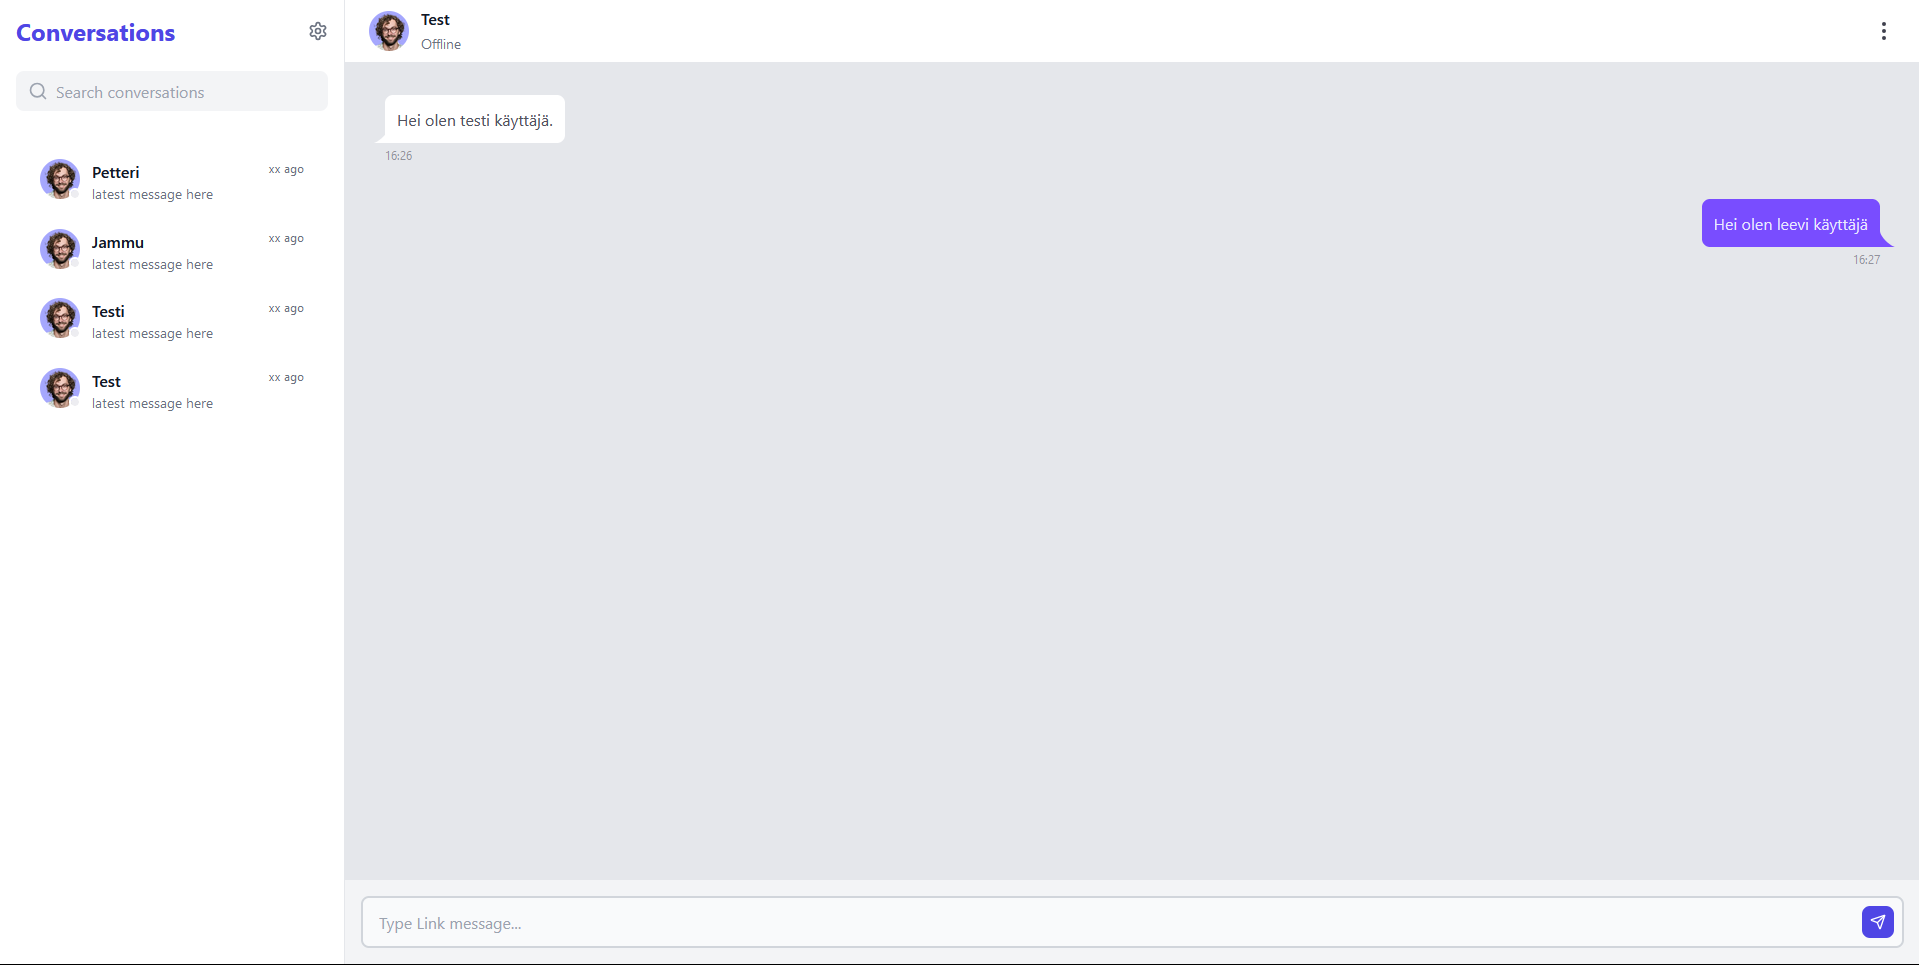 Conversations
Search conversations
Petteri
xx ago
latest message here
Jammu
xx ago
latest message here
Testi
xx ago
latest message here
Test
xx ago
latest message here
Test
Offline
Hei olen testi käyttäjä.
16:26
Hei olen leevi käyttäjä
16:27
Type Link message...